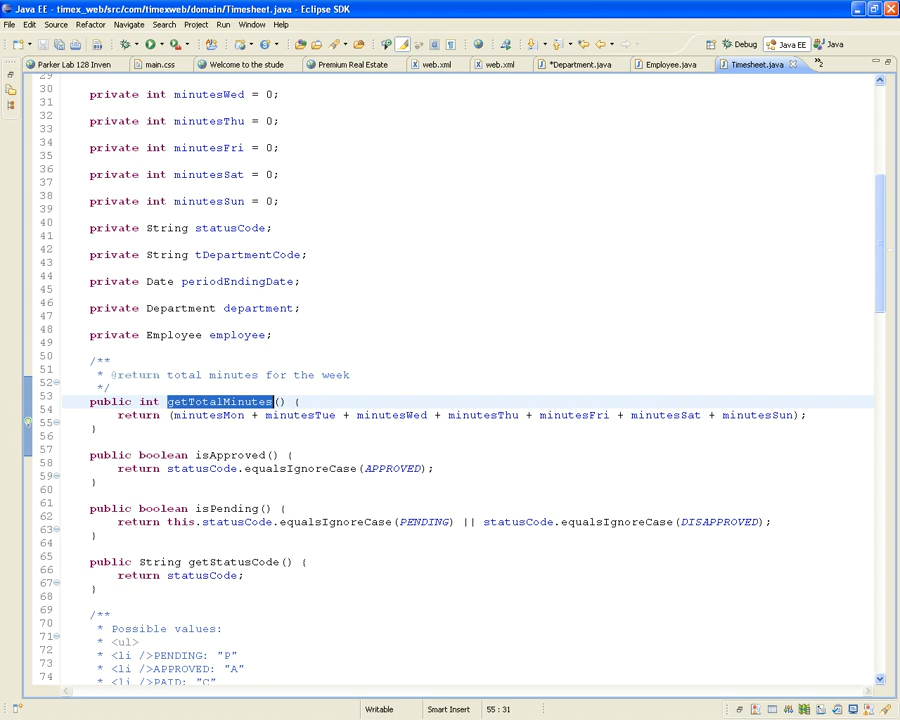 Java EE - timex_web/src/com/timexweb/domain/Timesheet.java - Eclipse SDK
File Edit Source Refactor Navigate Search Project Run Window Help
Debug Java EE Java
Parker Lab 128 Inven main.css Welcome to the stude Premium Real Estate web.xml web.xml *Department.java Employee.java Timesheet.java 2
29
30 private int minutesWed = 0;
31
32 private int minutesThu = 0;
33
34 private int minutesFri = 0;
35
36 private int minutesSat = 0;
37
38 private int minutesSun = 0;
39
40 private String statusCode;
41
42 private String tDepartmentCode;
43
44 private Date periodEndingDate;
45
46 private Department department;
47
48 private Employee employee;
49
50 /**
51 * @return total minutes for the week
52 */
53 public int getTotalMinutes() {
54 return (minutesMon + minutesTue + minutesWed + minutesThu + minutesFri + minutesSat + minutesSun);
55 }
56
57 public boolean isApproved() {
58 return statusCode.equalsIgnoreCase(APPROVED);
59 }
60
61 public boolean isPending() {
62 return this.statusCode.equalsIgnoreCase(PENDING) || statusCode.equalsIgnoreCase(DISAPPROVED);
63 }
64
65 public String getStatusCode() {
66 return statusCode;
67 }
68
69 /**
70 * Possible values:
71 * <ul>
72 * <li />PENDING: "P"
73 * <li />APPROVED: "A"
74 * <li />PAID: "C"
Writable Smart Insert 55 : 31